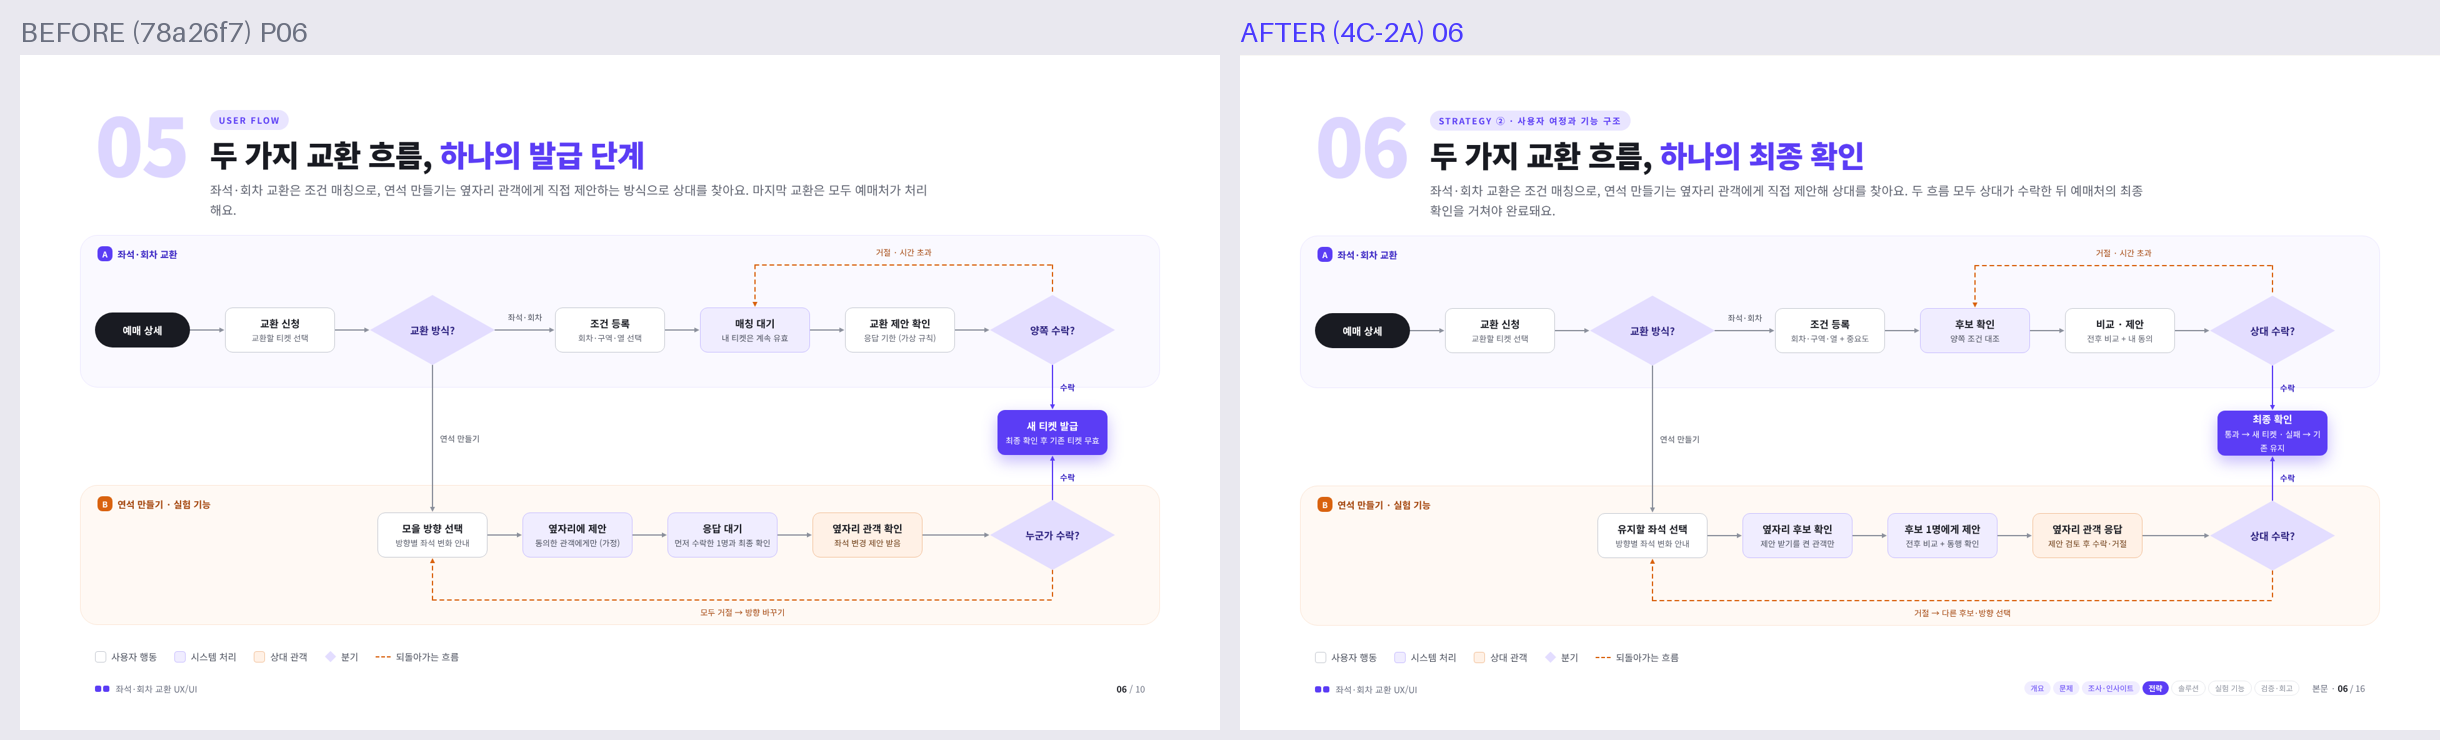 BEFORE (78a26f7) P06
05
USER FLOW
두 가지 교환 흐름, 하나의 발급 단계
좌석·회차 교환은 조건 매칭으로, 연석 만들기는 옆자리 관객에게 직접 제안하는 방식으로 상대를 찾아요. 마지막 교환은 모두 예매처가 처리
해요.
A 좌석·회차 교환
거절 · 시간 초과
예매 상세
교환 신청
교환할 티켓 선택
교환 방식?
좌석·회차
조건 등록
회차·구역·열 선택
매칭 대기
내 티켓은 계속 유효
교환 제안 확인
응답 기한 (가상 규칙)
양쪽 수락?
수락
새 티켓 발급
최종 확인 후 기존 티켓 무효
연석 만들기
수락
B 연석 만들기 · 실험 기능
모을 방향 선택
방향별 좌석 변화 안내
옆자리에 제안
동의한 관객에게만 (가정)
응답 대기
먼저 수락한 1명과 최종 확인
옆자리 관객 확인
좌석 변경 제안 받음
누군가 수락?
모두 거절 → 방향 바꾸기
사용자 행동 시스템 처리 상대 관객 분기 되돌아가는 흐름
좌석·회차 교환 UX/UI
06 / 10
AFTER (4C-2A) 06
06
STRATEGY ② · 사용자 여정과 기능 구조
두 가지 교환 흐름, 하나의 최종 확인
좌석·회차 교환은 조건 매칭으로, 연석 만들기는 옆자리 관객에게 직접 제안해 상대를 찾아요. 두 흐름 모두 상대가 수락한 뒤 예매처의 최종
확인을 거쳐야 완료돼요.
A 좌석·회차 교환
거절 · 시간 초과
예매 상세
교환 신청
교환할 티켓 선택
교환 방식?
좌석·회차
조건 등록
회차·구역·열 + 중요도
후보 확인
양쪽 조건 대조
비교 · 제안
전후 비교 + 내 동의
상대 수락?
수락
최종 확인
통과 → 새 티켓 · 실패 → 기
존 유지
연석 만들기
수락
B 연석 만들기 · 실험 기능
유지할 좌석 선택
방향별 좌석 변화 안내
옆자리 후보 확인
제안 받기를 켠 관객만
후보 1명에게 제안
전후 비교 + 동행 확인
옆자리 관객 응답
제안 검토 후 수락·거절
상대 수락?
거절 → 다른 후보·방향 선택
사용자 행동 시스템 처리 상대 관객 분기 되돌아가는 흐름
좌석·회차 교환 UX/UI
개요 문제 조사·인사이트 전략 솔루션 실험 기능 검증·회고 본문 · 06 / 16